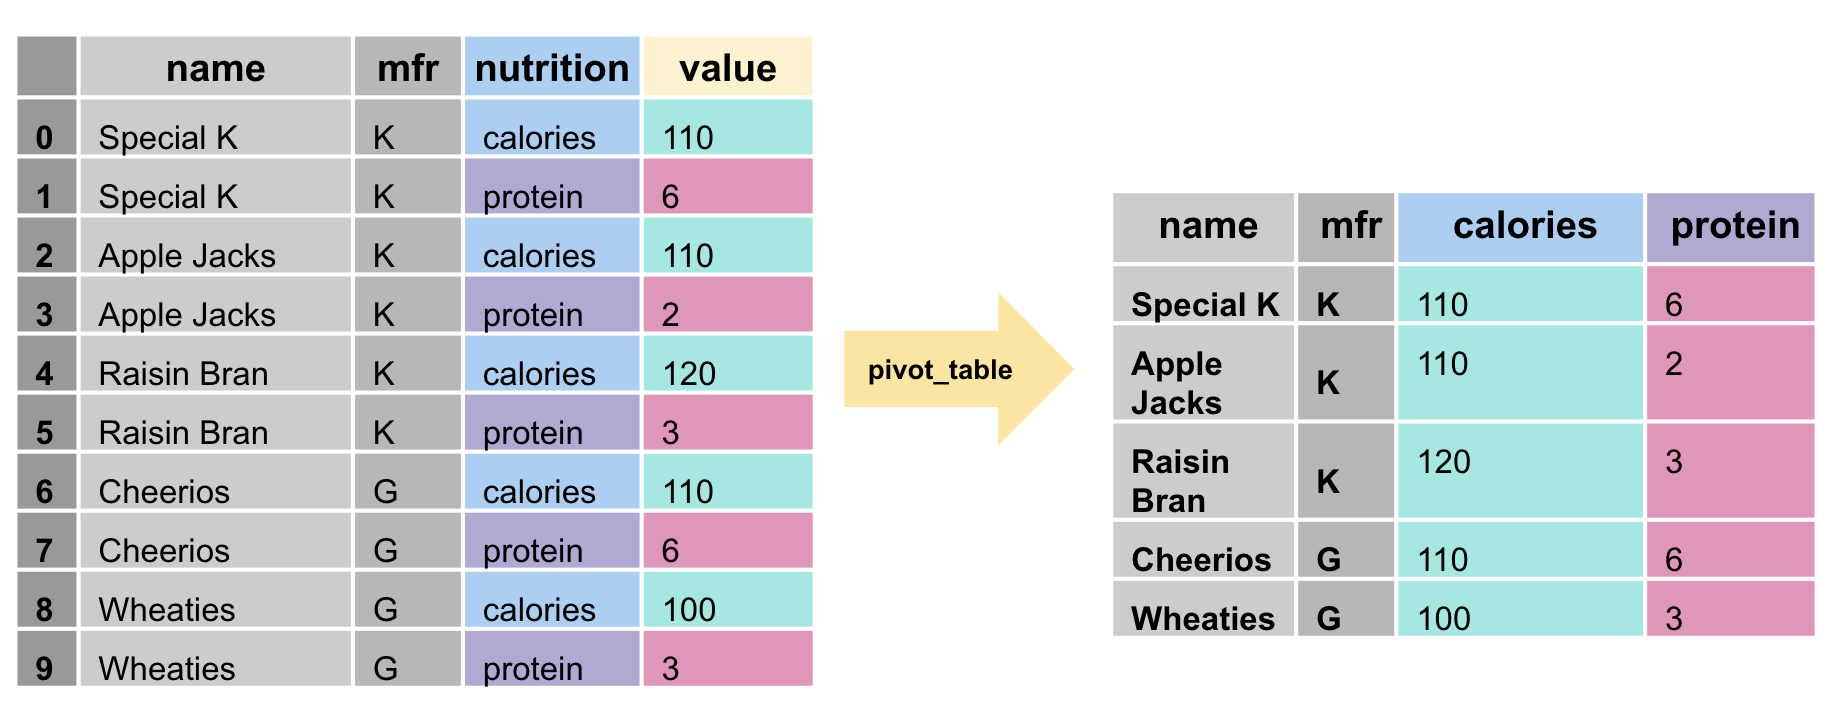 name mfr nutrition value
0 Special K K calories 110
1 Special K K protein 6
2 Apple Jacks K calories 110
3 Apple Jacks K protein 2
4 Raisin Bran K calories 120
5 Raisin Bran K protein 3
6 Cheerios G calories 110
7 Cheerios G protein 6
8 Wheaties G calories 100
9 Wheaties G protein 3
pivot_table
name mfr calories protein
Special K K 110 6
Apple
Jacks K 110 2
Raisin
Bran K 120 3
Cheerios G 110 6
Wheaties G 100 3